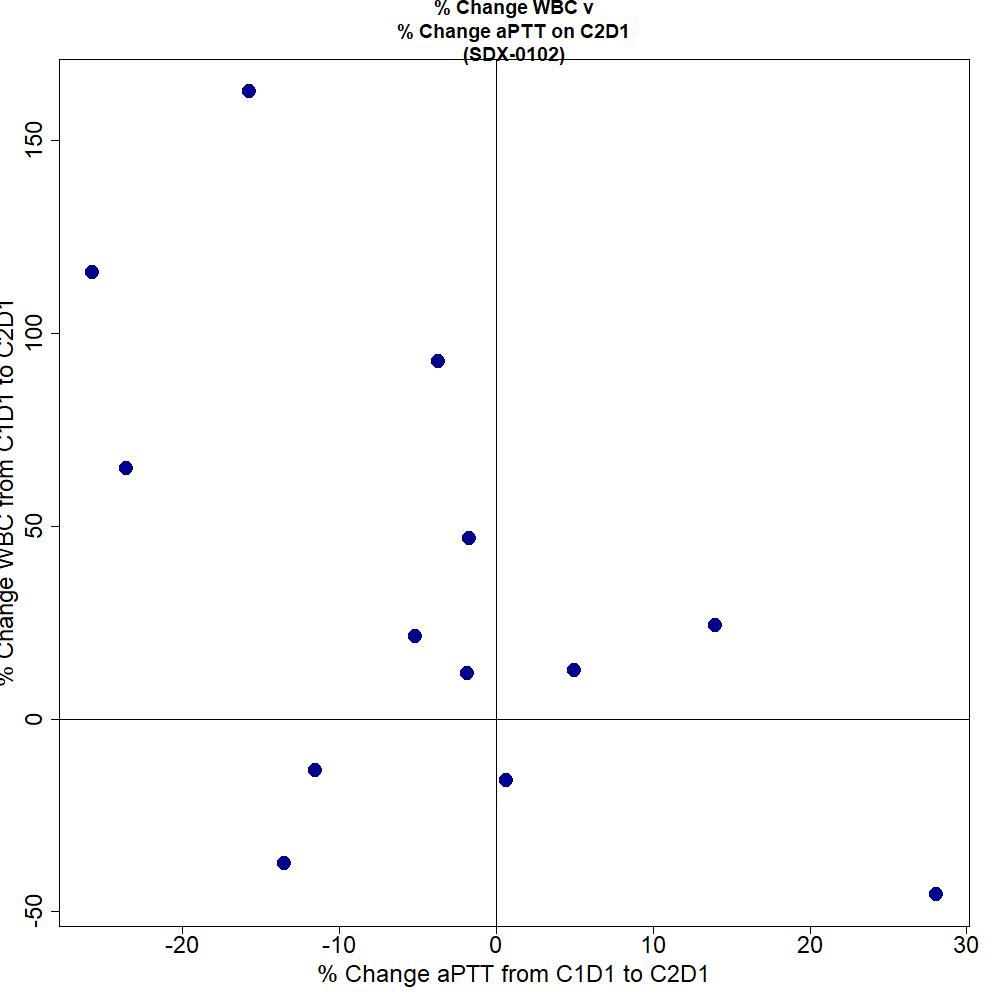 % Change WBC v
% Change aPTT on C2D1
(SDX-0102)
150
100
50
0
-50
% Change WBC from C1D1 to C2D1
-20
-10
0
10
20
30
% Change aPTT from C1D1 to C2D1